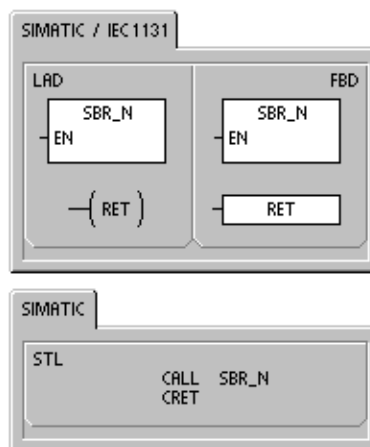 SIMATIC / IEC1131
LAD FBD
SBR_N SBR_N
EN EN
RET RET
SIMATIC
STL
CALL SBR_N
CRET